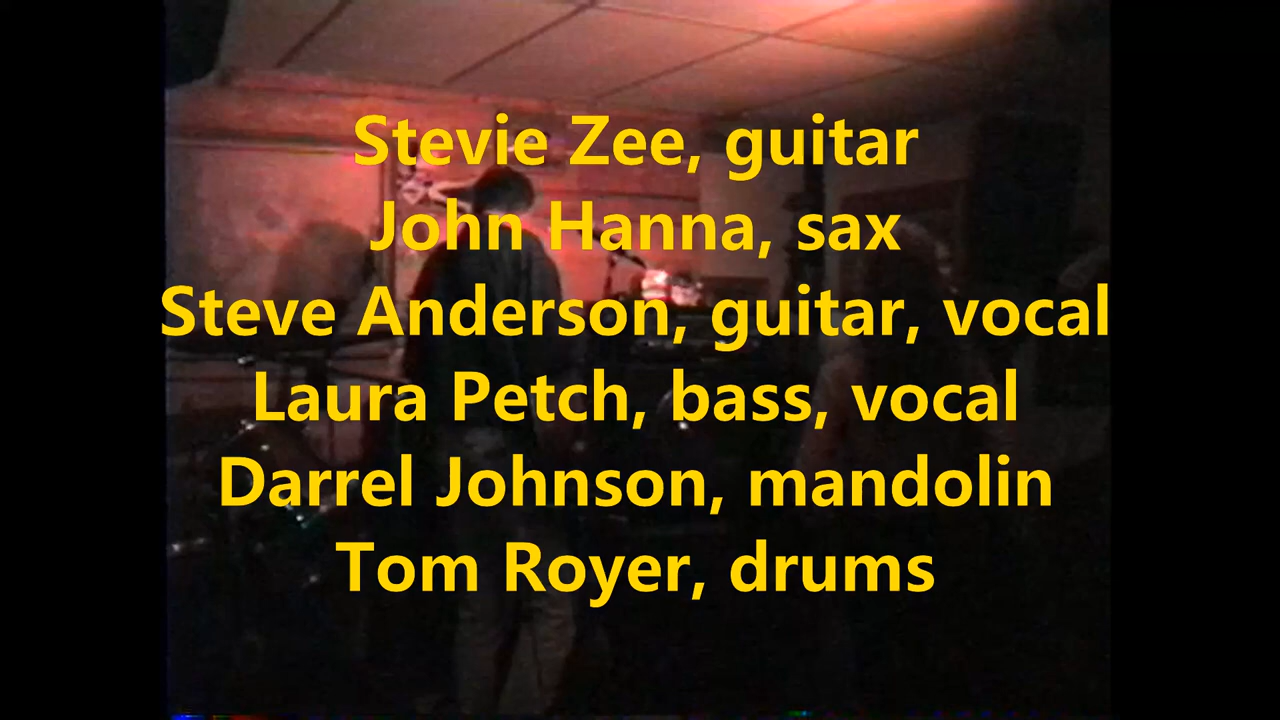 Stevie Zee, guitar
John Hanna, sax
Steve Anderson, guitar, vocal
Laura Petch, bass, vocal
Darrel Johnson, mandolin
Tom Royer, drums